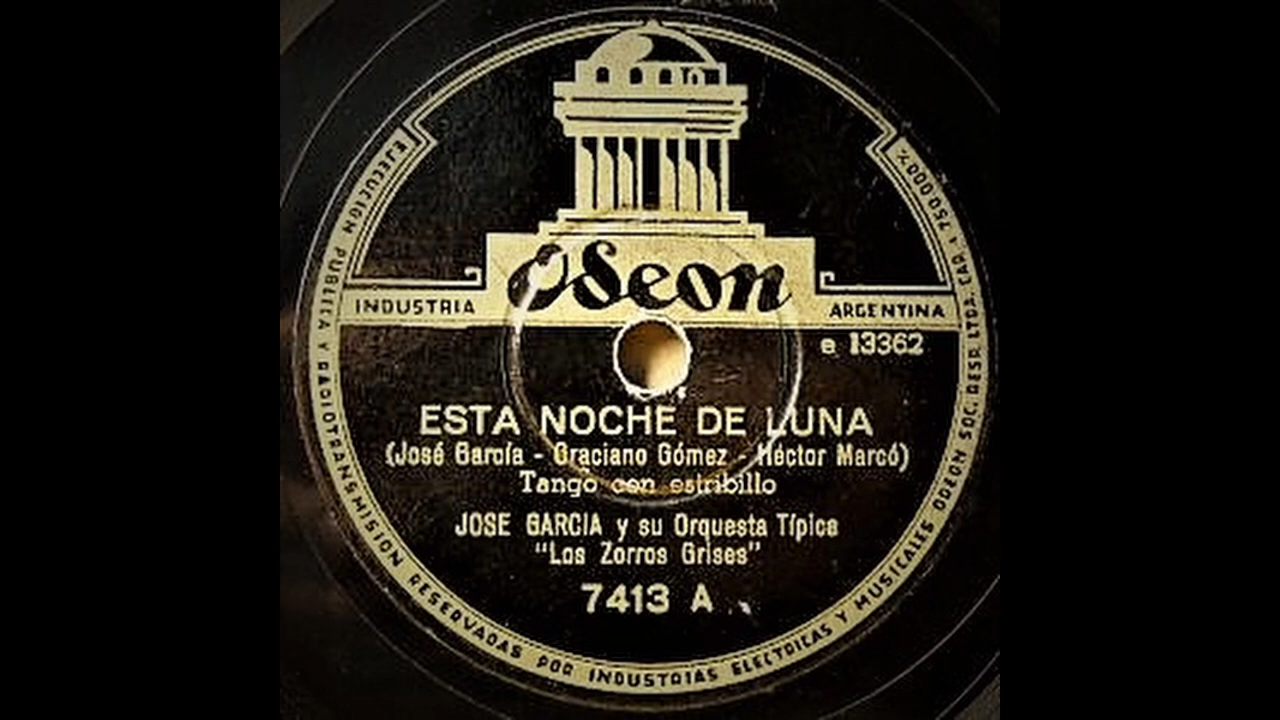 Odeon
INDUSTRIA
ARGENTINA
e 13362
ESTA NOCHE DE LUNA
(José García - Graciano Gómez - Héctor Marcó)
Tango con estribillo
JOSE GARCIA y su Orquesta Típica
"Los Zorros Grises"
7413 A
EJECUCION PUBLICA Y RADIOTRANSMISION RESERVADAS POR INDUSTRIAS ELECTRICAS Y MUSICALES ODEON SOC. RESP. LTDA. CAP. $ 750.000 %